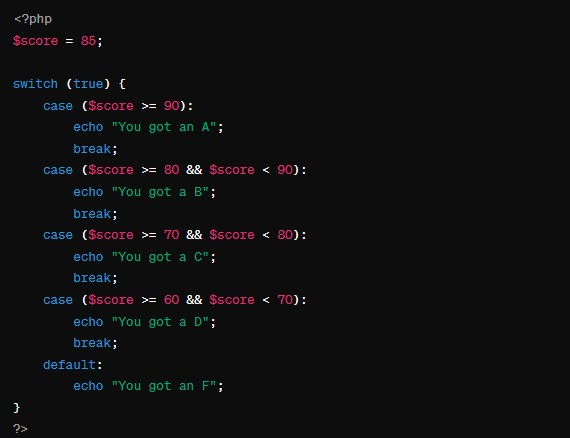 <?php
$score = 85;

switch (true) {
    case ($score >= 90):
        echo "You got an A";
        break;
    case ($score >= 80 && $score < 90):
        echo "You got a B";
        break;
    case ($score >= 70 && $score < 80):
        echo "You got a C";
        break;
    case ($score >= 60 && $score < 70):
        echo "You got a D";
        break;
    default:
        echo "You got an F";
}
?>